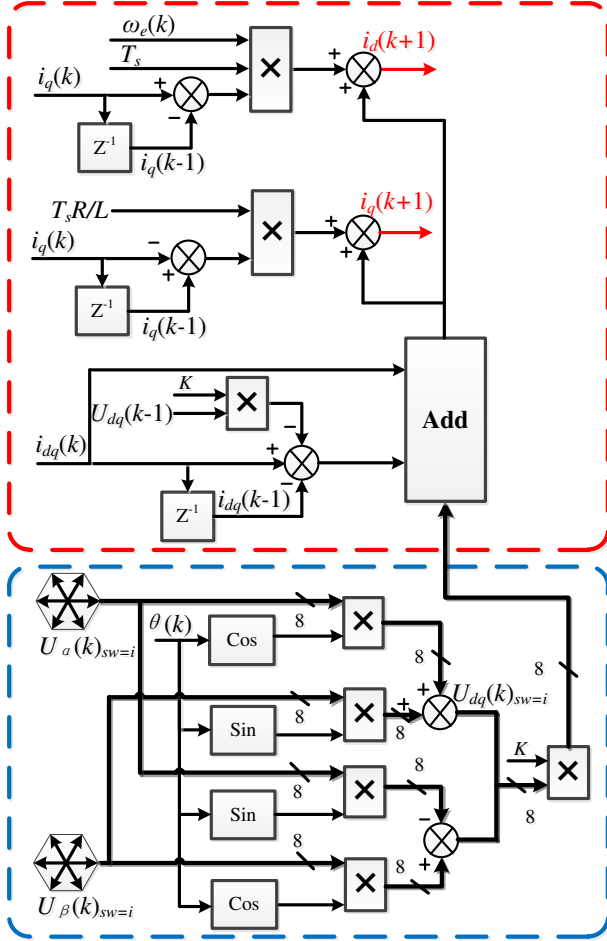 ω_e(k)
T_s
i_q(k)
+
−
×
+
+
i_d(k+1)
Z⁻¹
i_q(k-1)
T_sR/L
i_q(k)
−
+
×
+
+
i_q(k+1)
Z⁻¹
i_q(k-1)
K
U_dq(k-1)
×
Add
i_dq(k)
+
−
−
Z⁻¹
i_dq(k-1)
U_α(k)_sw=i
θ(k)
Cos
8
×
8
8
+
+
U_dq(k)_sw=i
Sin
8
×
8
K
×
8
Sin
8
×
8
−
+
U_β(k)_sw=i
Cos
8
×
8